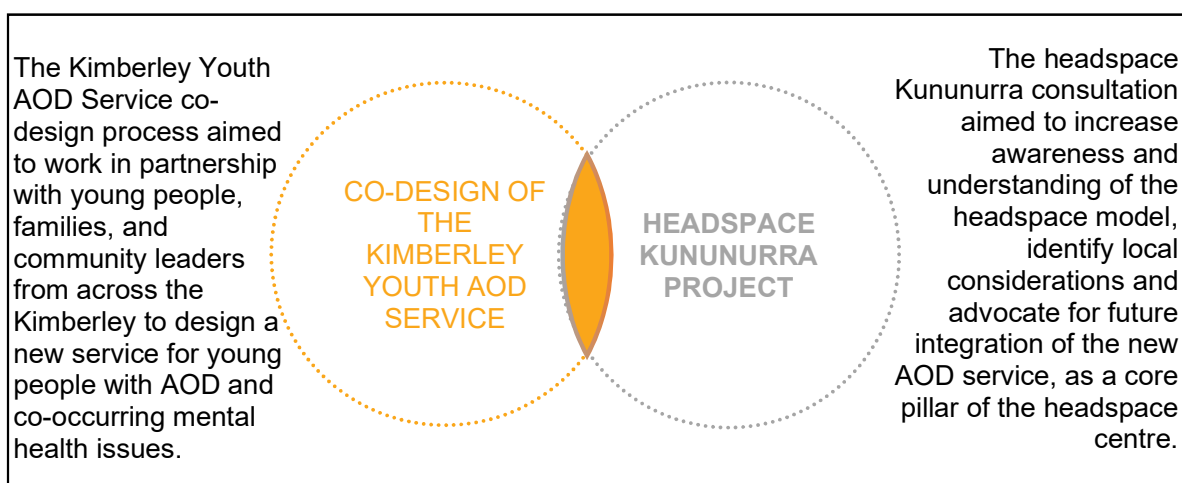 The Kimberley Youth
AOD Service co-
design process aimed
to work in partnership
with young people,
families, and
community leaders
from across the
Kimberley to design a
new service for young
people with AOD and
co-occurring mental
health issues.
CO-DESIGN OF
THE
KIMBERLEY
YOUTH AOD
SERVICE
HEADSPACE
KUNUNURRA
PROJECT
The headspace
Kununurra consultation
aimed to increase
awareness and
understanding of the
headspace model,
identify local
considerations and
advocate for future
integration of the new
AOD service, as a core
pillar of the headspace
centre.